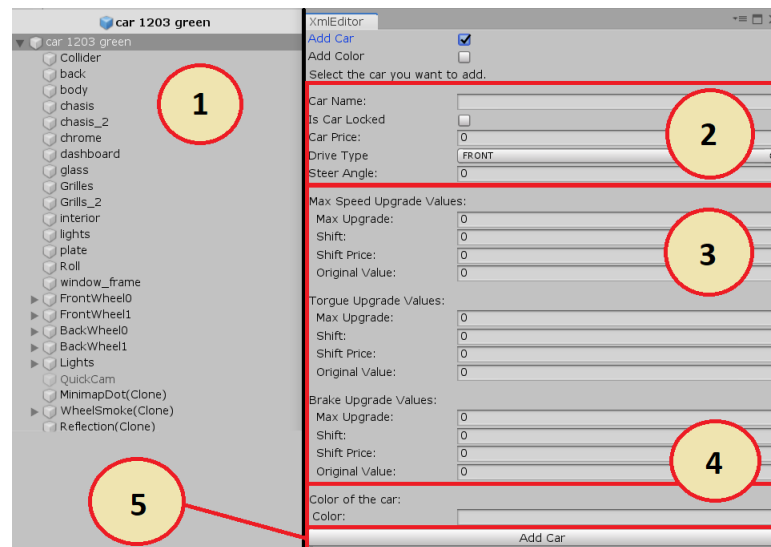 car 1203 green
car 1203 green
Collider
back
body
chasis
chasis_2
chrome
dashboard
glass
Grilles
Grills_2
interior
lights
plate
Roll
window_frame
FrontWheel0
FrontWheel1
BackWheel0
BackWheel1
Lights
QuickCam
MinimapDot(Clone)
WheelSmoke(Clone)
Reflection(Clone)
1
5
XmlEditor
Add Car
Add Color
Select the car you want to add.
Car Name:
Is Car Locked
Car Price: 0
Drive Type FRONT
Steer Angle: 0
2
Max Speed Upgrade Values:
Max Upgrade: 0
Shift: 0
Shift Price: 0
Original Value: 0
3
Torgue Upgrade Values:
Max Upgrade: 0
Shift: 0
Shift Price: 0
Original Value: 0
Brake Upgrade Values:
Max Upgrade: 0
Shift: 0
Shift Price: 0
Original Value: 0
4
Color of the car:
Color:
Add Car